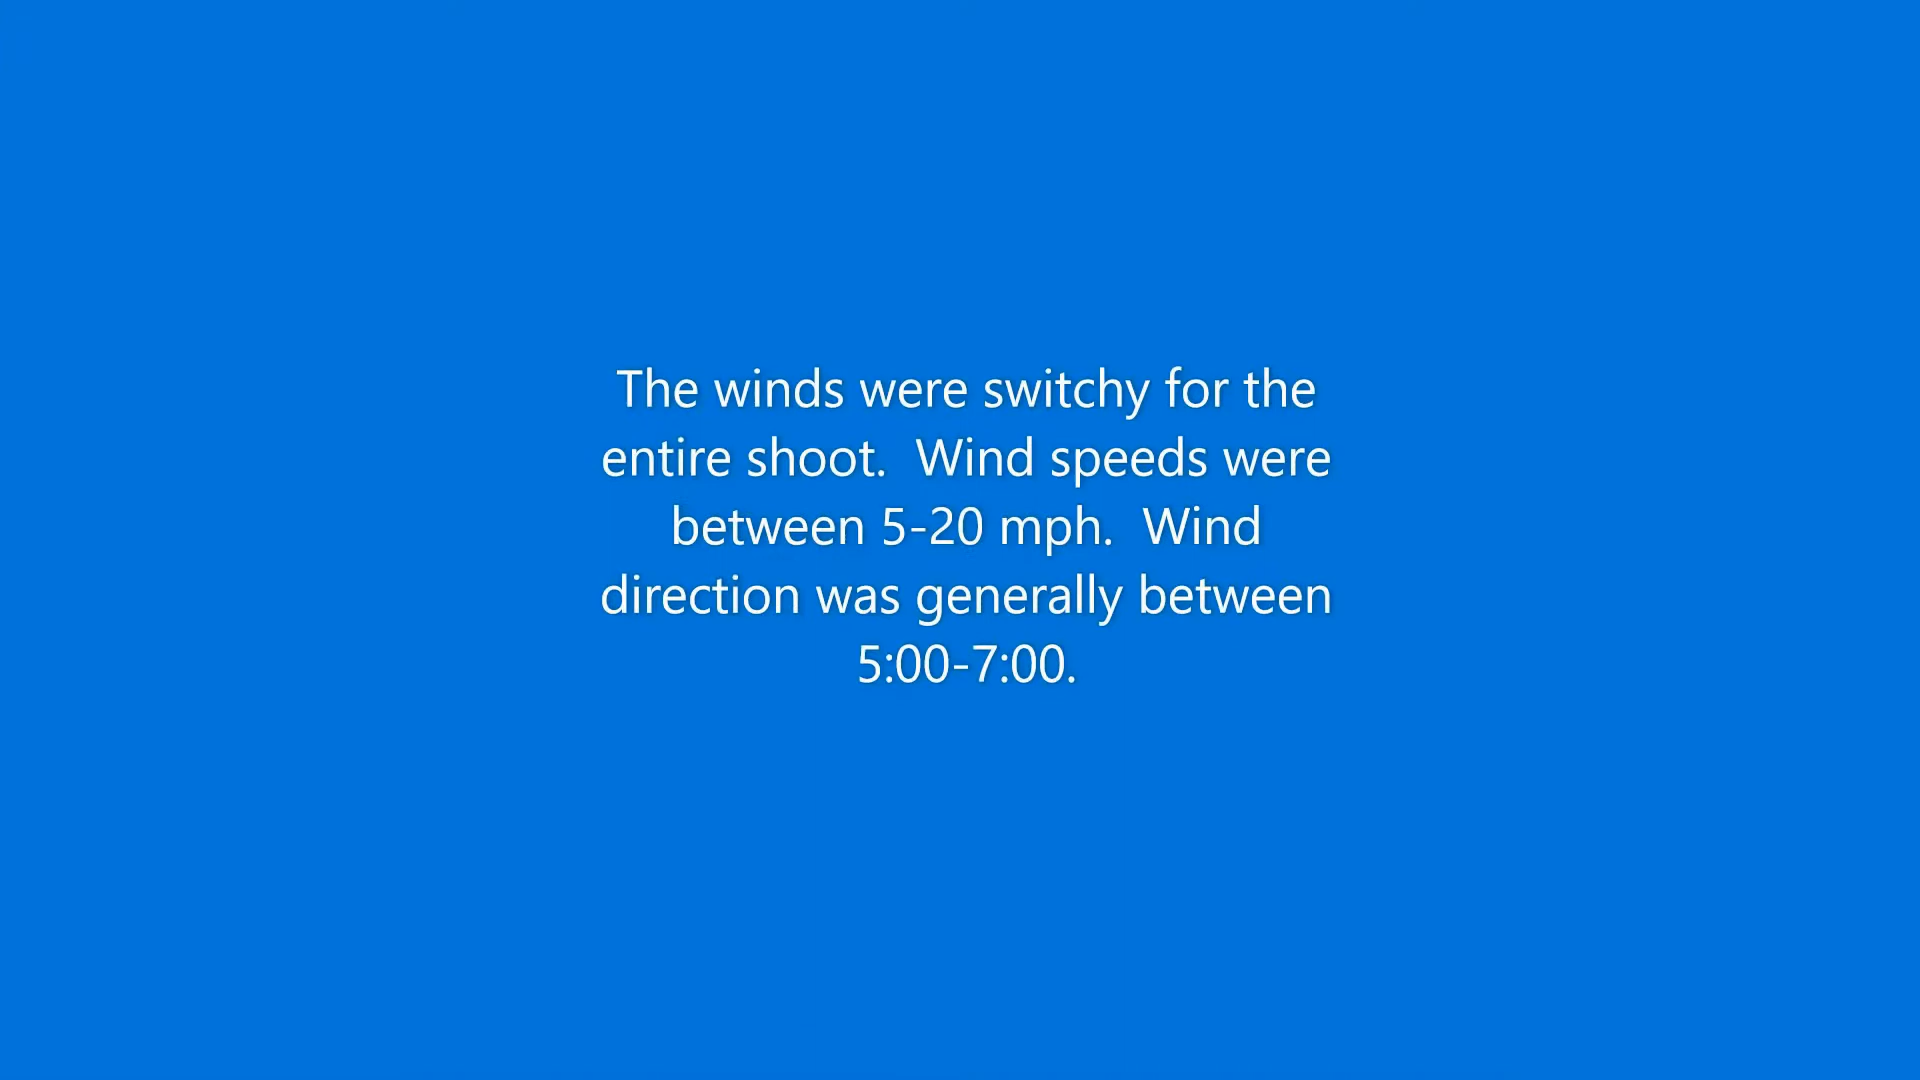 The winds were switchy for the
entire shoot.  Wind speeds were
between 5-20 mph.  Wind
direction was generally between
5:00-7:00.